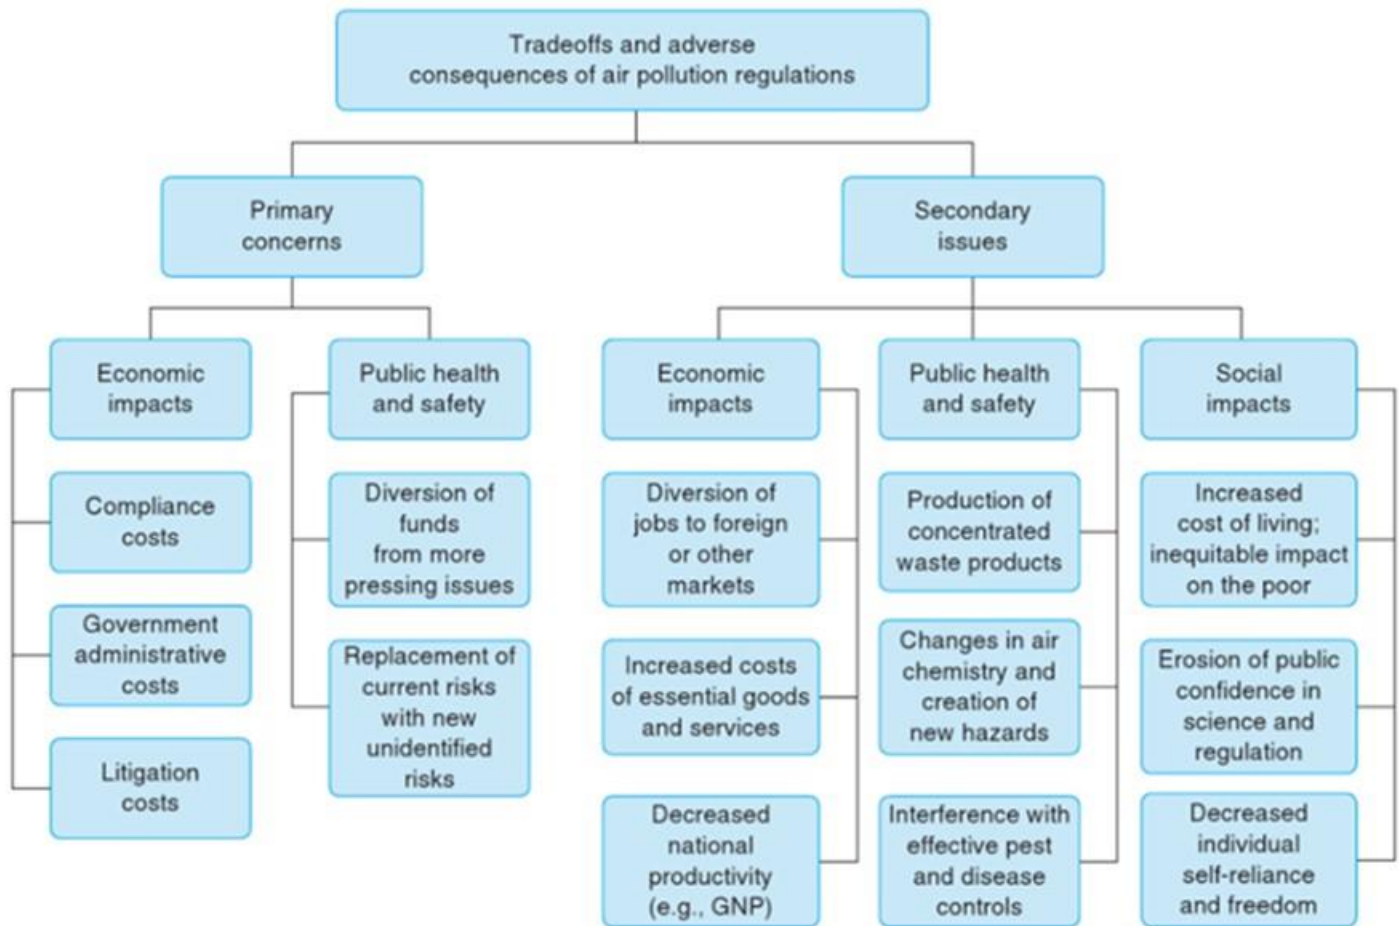 Tradeoffs and adverse
consequences of air pollution regulations
Primary
concerns
Secondary
issues
Economic
impacts
Public health
and safety
Economic
impacts
Public health
and safety
Social
impacts
Compliance
costs
Diversion of
funds
from more
pressing issues
Diversion of
jobs to foreign
or other
markets
Production of
concentrated
waste products
Increased
cost of living;
inequitable impact
on the poor
Government
administrative
costs
Replacement of
current risks
with new
unidentified
risks
Increased costs
of essential goods
and services
Changes in air
chemistry and
creation of
new hazards
Erosion of public
confidence in
science and
regulation
Litigation
costs
Decreased
national
productivity
(e.g., GNP)
Interference with
effective pest
and disease
controls
Decreased
individual
self-reliance
and freedom